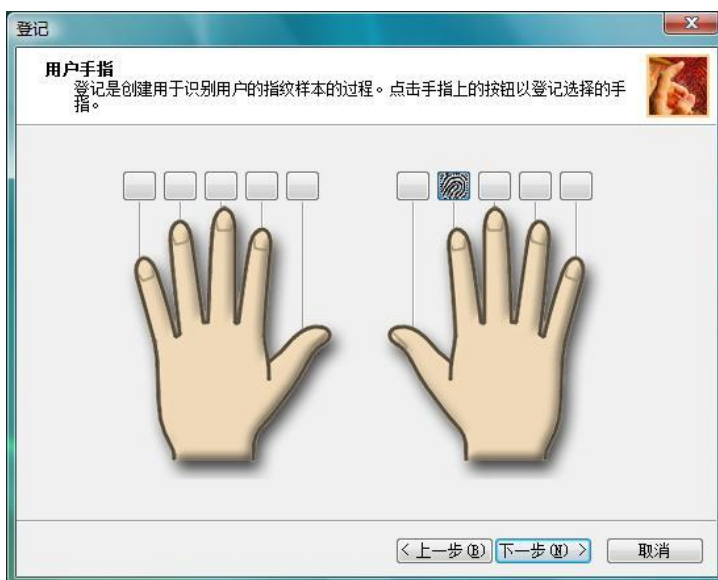 登记
用户手指
登记是创建用于识别用户的指纹样本的过程。点击手指上的按钮以登记选择的手
指。
< 上一步(B)
下一步(N) >
取消